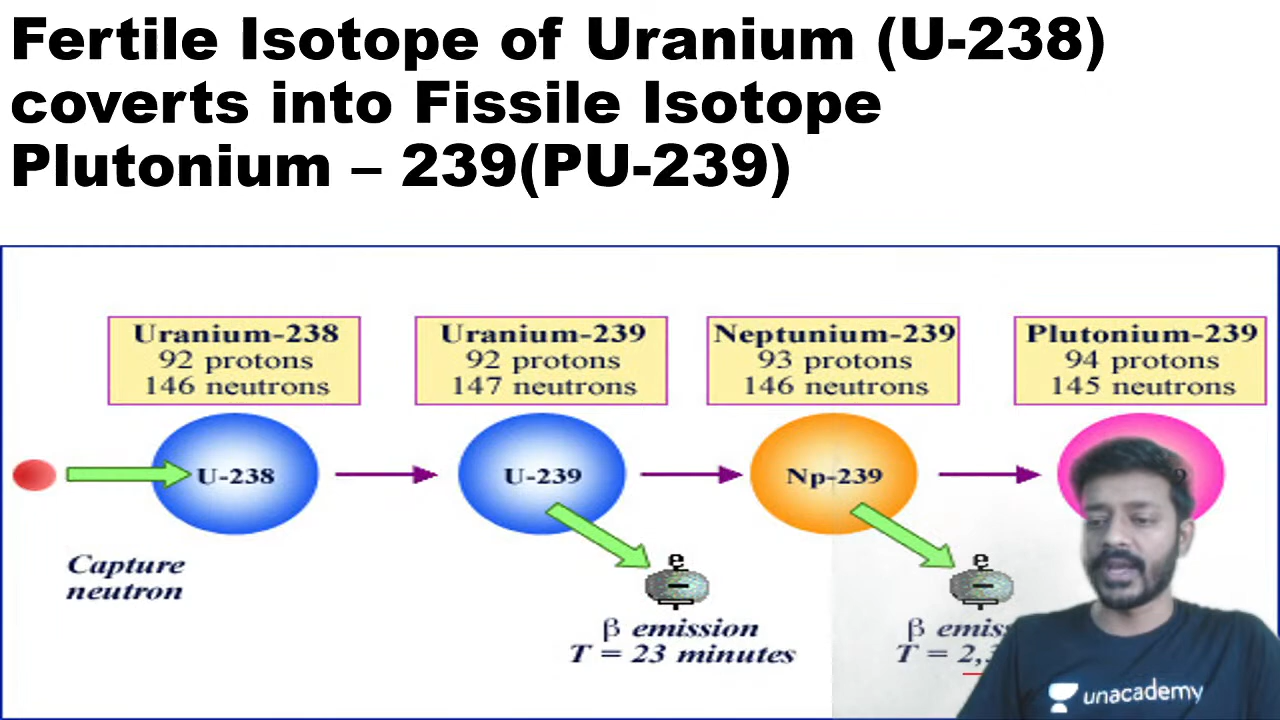 Fertile Isotope of Uranium (U-238)
coverts into Fissile Isotope
Plutonium – 239(PU-239)
Uranium-238
92 protons
146 neutrons
Uranium-239
92 protons
147 neutrons
Neptunium-239
93 protons
146 neutrons
Plutonium-239
94 protons
145 neutrons
U-238
U-239
Np-239
Capture
neutron
e
e
β emission
T = 23 minutes
β
T = 2,
unacademy